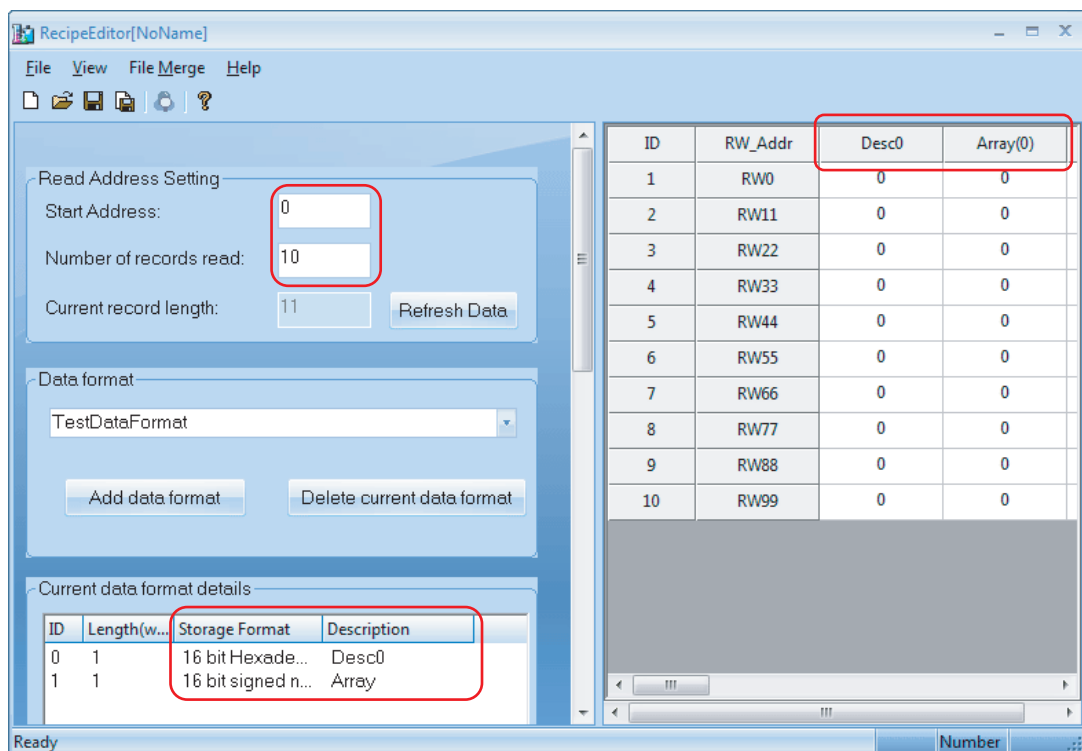 RecipeEditor[NoName]
File View File Merge Help
Read Address Setting
Start Address: 0
Number of records read: 10
Current record length: 11 Refresh Data
Data format
TestDataFormat
Add data format Delete current data format
Current data format details
ID Length(w... Storage Format Description
0 1 16 bit Hexade... Desc0
1 1 16 bit signed n... Array
ID RW_Addr Desc0 Array(0)
1 RW0 0 0
2 RW11 0 0
3 RW22 0 0
4 RW33 0 0
5 RW44 0 0
6 RW55 0 0
7 RW66 0 0
8 RW77 0 0
9 RW88 0 0
10 RW99 0 0
Ready Number